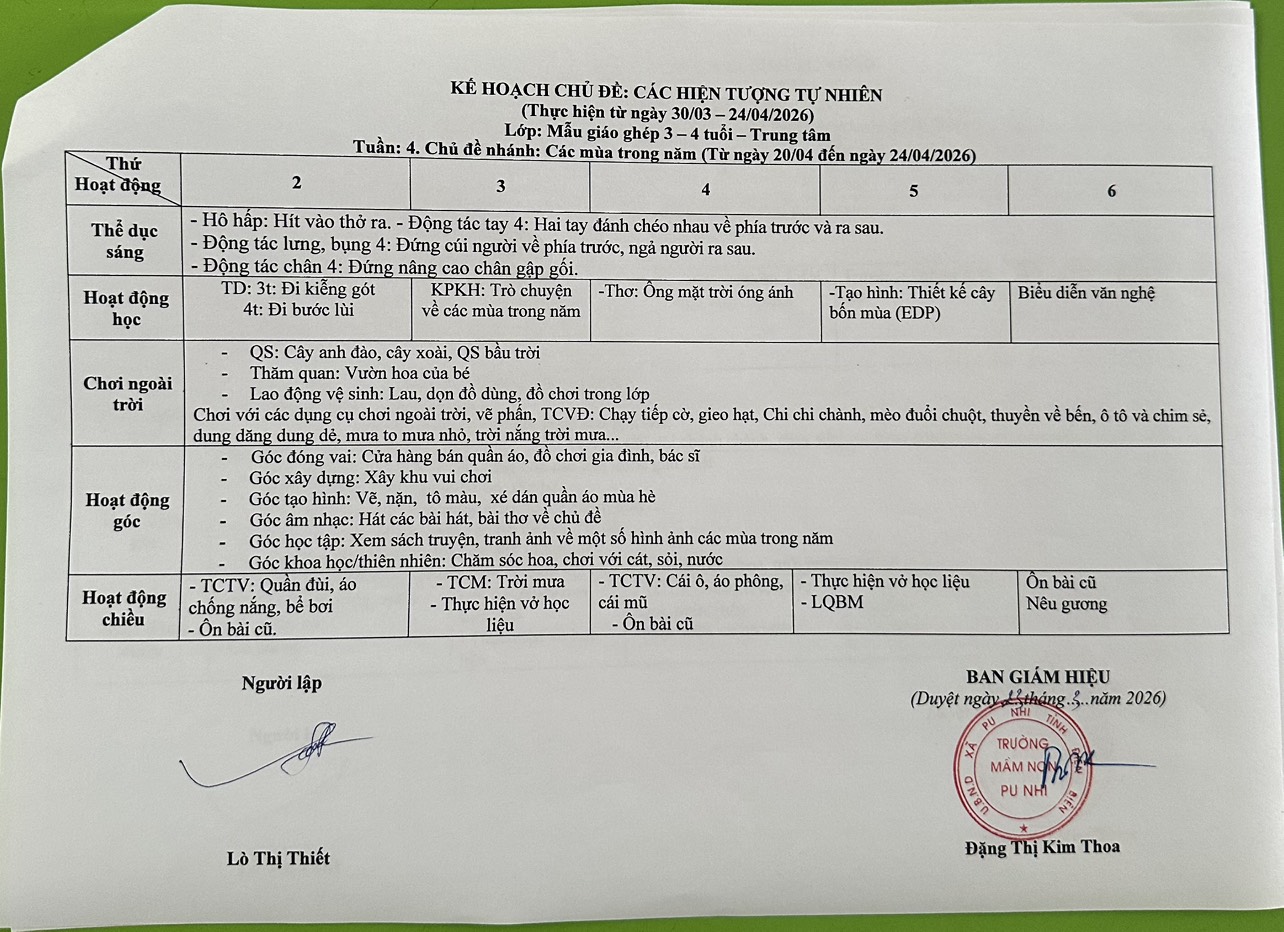 KẾ HOẠCH CHỦ ĐỀ: CÁC HIỆN TƯỢNG TỰ NHIÊN
(Thực hiện từ ngày 30/03 – 24/04/2026)
Lớp: Mẫu giáo ghép 3 – 4 tuổi – Trung tâm
Tuần: 4. Chủ đề nhánh: Các mùa trong năm (Từ ngày 20/04 đến ngày 24/04/2026)
Thứ
Hoạt động
2
3
4
5
6
Thể dục
sáng
- Hô hấp: Hít vào thở ra. - Động tác tay 4: Hai tay đánh chéo nhau về phía trước và ra sau.
- Động tác lưng, bụng 4: Đứng cúi người về phía trước, ngả người ra sau.
- Động tác chân 4: Đứng nâng cao chân gập gối.
Hoạt động
học
TD: 3t: Đi kiễng gót
4t: Đi bước lùi
KPKH: Trò chuyện
về các mùa trong năm
-Thơ: Ông mặt trời óng ánh
-Tạo hình: Thiết kế cây
bốn mùa (EDP)
Biểu diễn văn nghệ
Chơi ngoài
trời
- QS: Cây anh đào, cây xoài, QS bầu trời
- Thăm quan: Vườn hoa của bé
- Lao động vệ sinh: Lau, dọn đồ dùng, đồ chơi trong lớp
Chơi với các dụng cụ chơi ngoài trời, vẽ phấn, TCVĐ: Chạy tiếp cờ, gieo hạt, Chi chi chành, mèo đuổi chuột, thuyền về bến, ô tô và chim sẻ,
dung dăng dung dẻ, mưa to mưa nhỏ, trời nắng trời mưa...
Hoạt động
góc
- Góc đóng vai: Cửa hàng bán quần áo, đồ chơi gia đình, bác sĩ
- Góc xây dựng: Xây khu vui chơi
- Góc tạo hình: Vẽ, nặn, tô màu, xé dán quần áo mùa hè
- Góc âm nhạc: Hát các bài hát, bài thơ về chủ đề
- Góc học tập: Xem sách truyện, tranh ảnh về một số hình ảnh các mùa trong năm
- Góc khoa học/thiên nhiên: Chăm sóc hoa, chơi với cát, sỏi, nước
Hoạt động
chiều
- TCTV: Quần đùi, áo
chống nắng, bể bơi
- Ôn bài cũ.
- TCM: Trời mưa
- Thực hiện vở học
liệu
- TCTV: Cái ô, áo phông,
cái mũ
- Ôn bài cũ
- Thực hiện vở học liệu
- LQBM
Ôn bài cũ
Nêu gương
Người lập
BAN GIÁM HIỆU
(Duyệt ngày tháng.3..năm 2026)
U.B.N.D XÃ PU NHI TỈNH ĐIỆN BIÊN
TRƯỜNG
MẦM NON
PU NHI
Lò Thị Thiết
Đặng Thị Kim Thoa